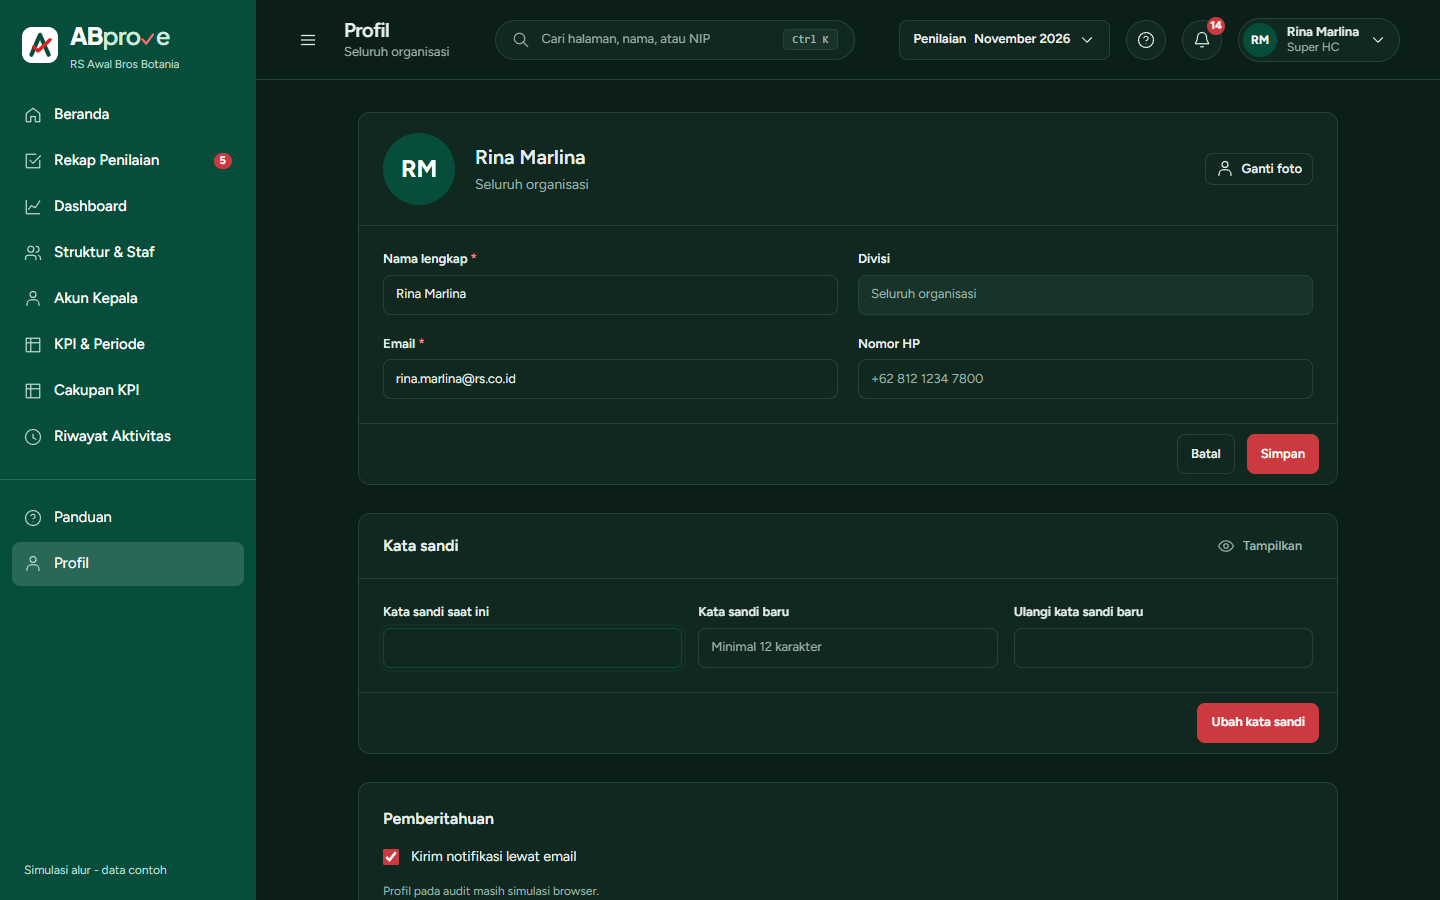 ABprove
RS Awal Bros Botania
Beranda
Rekap Penilaian 5
Dashboard
Struktur & Staf
Akun Kepala
KPI & Periode
Cakupan KPI
Riwayat Aktivitas
Panduan
Profil
Simulasi alur - data contoh
Profil
Seluruh organisasi
Cari halaman, nama, atau NIP Ctrl K
Penilaian November 2026
14
RM
Rina Marlina
Super HC
RM
Rina Marlina
Seluruh organisasi
Ganti foto
Nama lengkap * Divisi
Rina Marlina Seluruh organisasi
Email * Nomor HP
rina.marlina@rs.co.id +62 812 1234 7800
Batal Simpan
Kata sandi Tampilkan
Kata sandi saat ini Kata sandi baru Ulangi kata sandi baru
Minimal 12 karakter
Ubah kata sandi
Pemberitahuan
Kirim notifikasi lewat email
Profil pada audit masih simulasi browser.